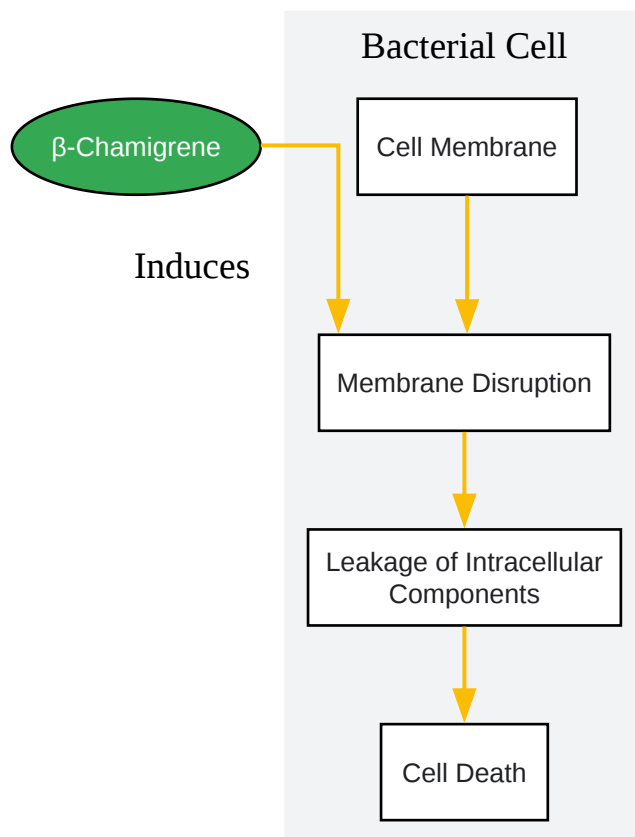 Bacterial Cell
β-Chamigrene
Cell Membrane
Induces
Membrane Disruption
Leakage of Intracellular
Components
Cell Death